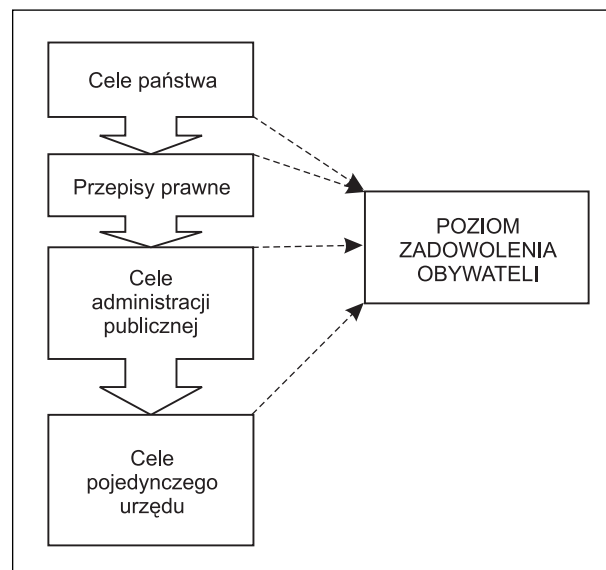 Cele państwa
Przepisy prawne
Cele
administracji
publicznej
Cele
pojedynczego
urzędu
POZIOM
ZADOWOLENIA
OBYWATELI